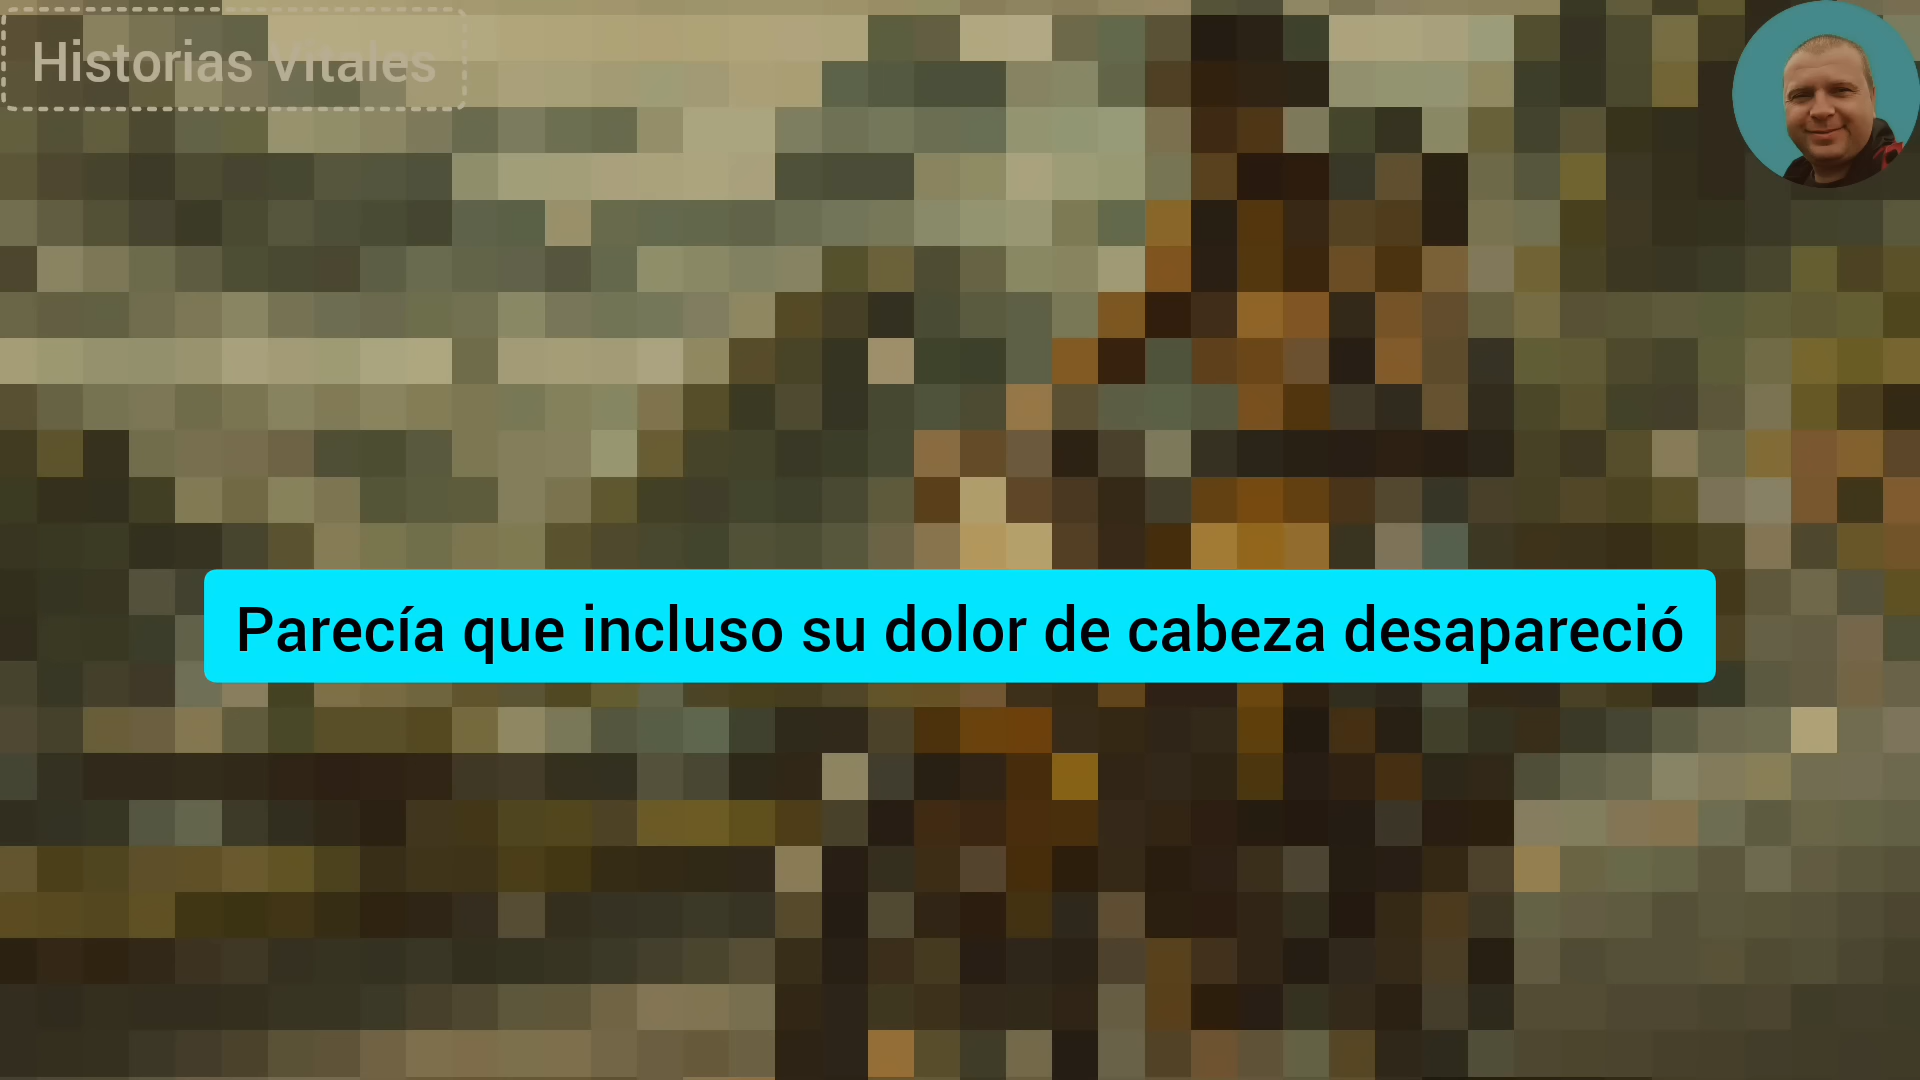 Historias Vitales
Parecía que incluso su dolor de cabeza desapareció